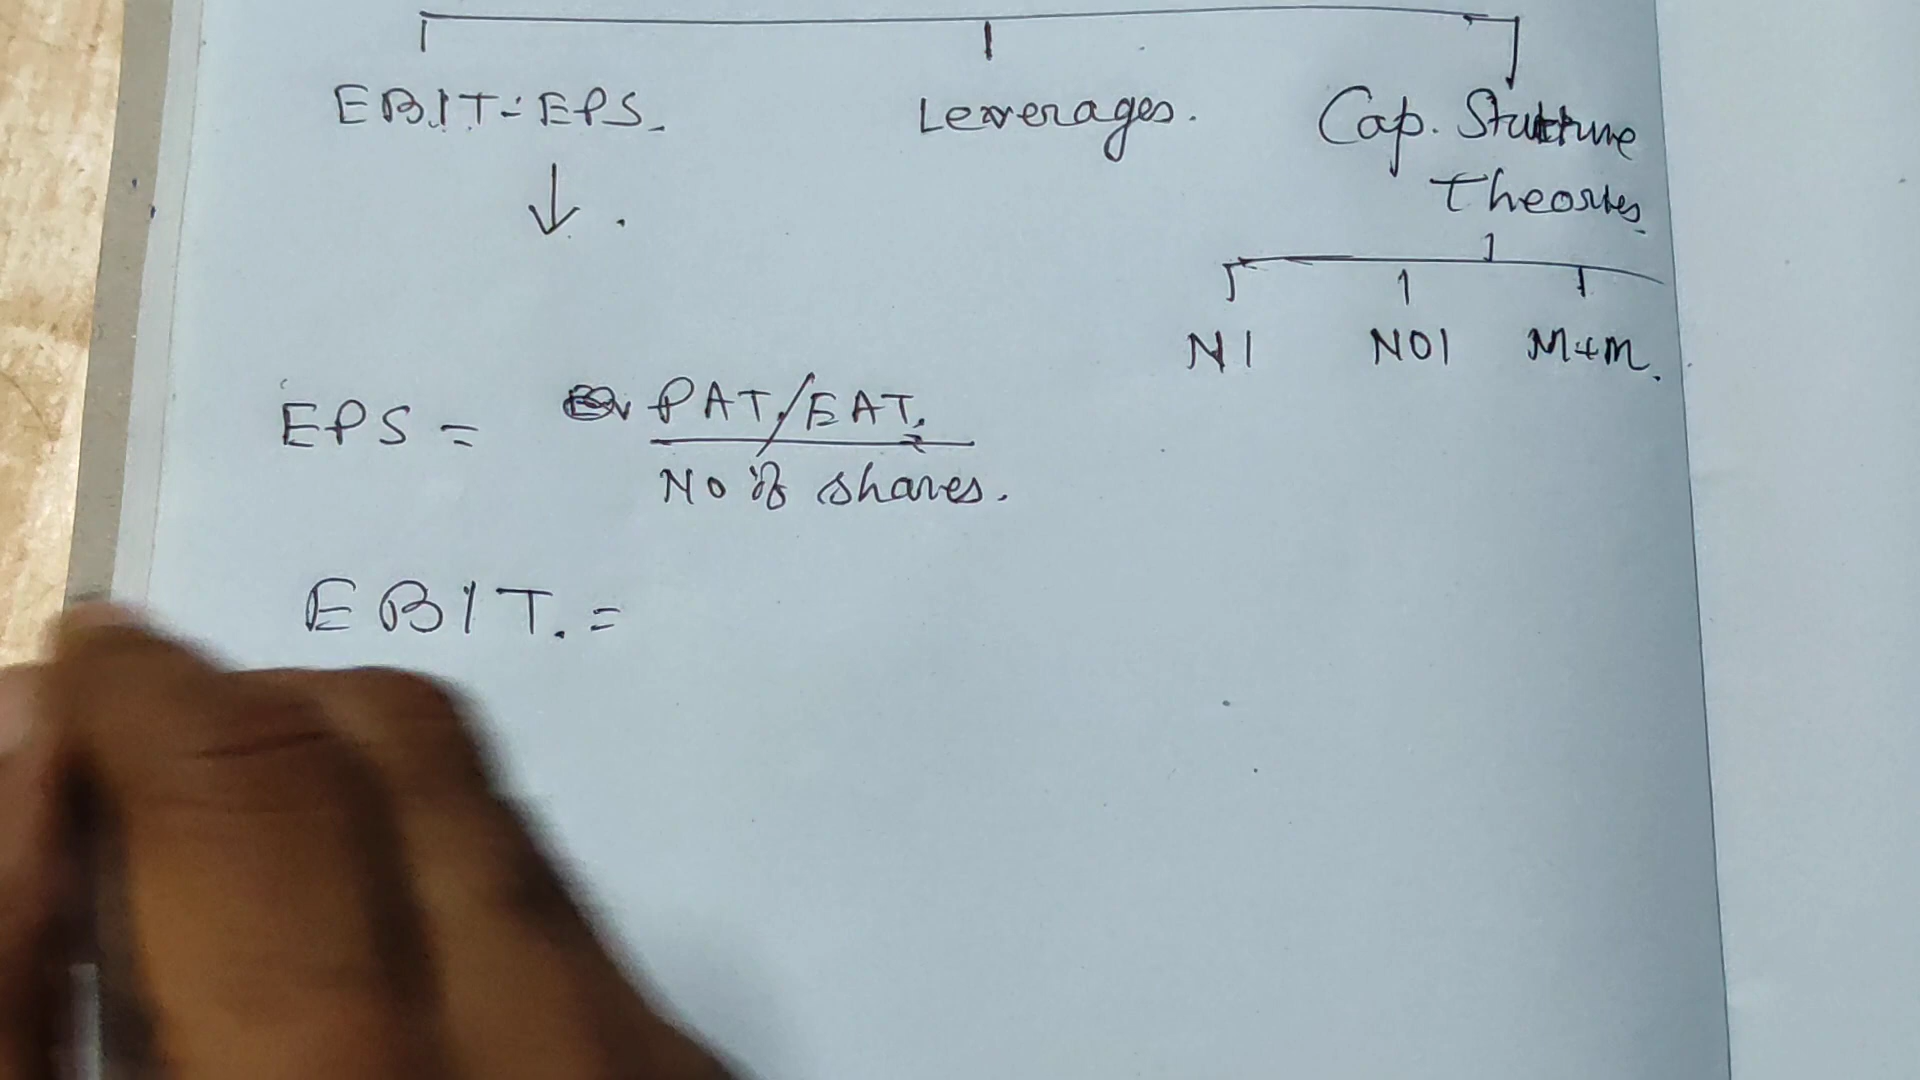 EBIT-EPS.
Leverages.
Cap. Structure
Theories
NI
NOI
M+M.
EPS = PAT/EAT.
No of shares.
EBIT. =